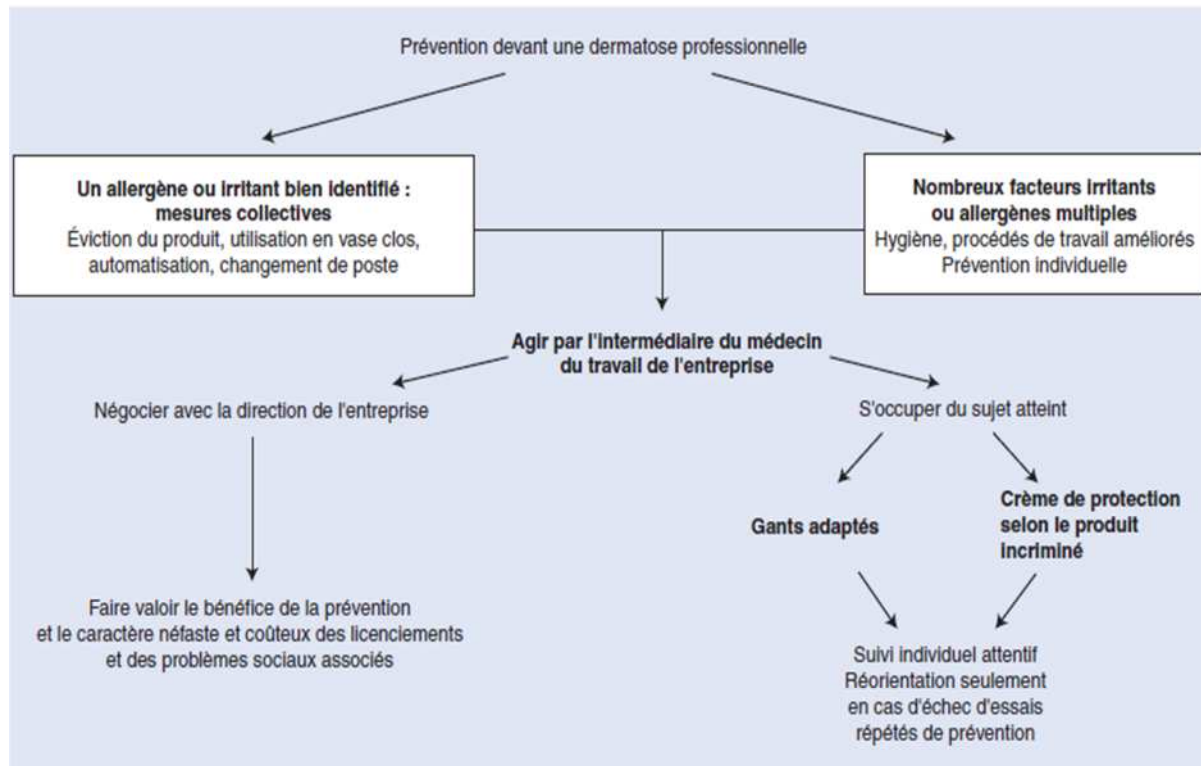 Prévention devant une dermatose professionnelle
Un allergène ou irritant bien identifié :
mesures collectives
Éviction du produit, utilisation en vase clos,
automatisation, changement de poste
Nombreux facteurs irritants
ou allergènes multiples
Hygiène, procédés de travail améliorés
Prévention individuelle
Agir par l'intermédiaire du médecin
du travail de l'entreprise
Négocier avec la direction de l'entreprise
S'occuper du sujet atteint
Gants adaptés
Crème de protection
selon le produit
incriminé
Faire valoir le bénéfice de la prévention
et le caractère néfaste et coûteux des licenciements
et des problèmes sociaux associés
Suivi individuel attentif
Réorientation seulement
en cas d'échec d'essais
répétés de prévention